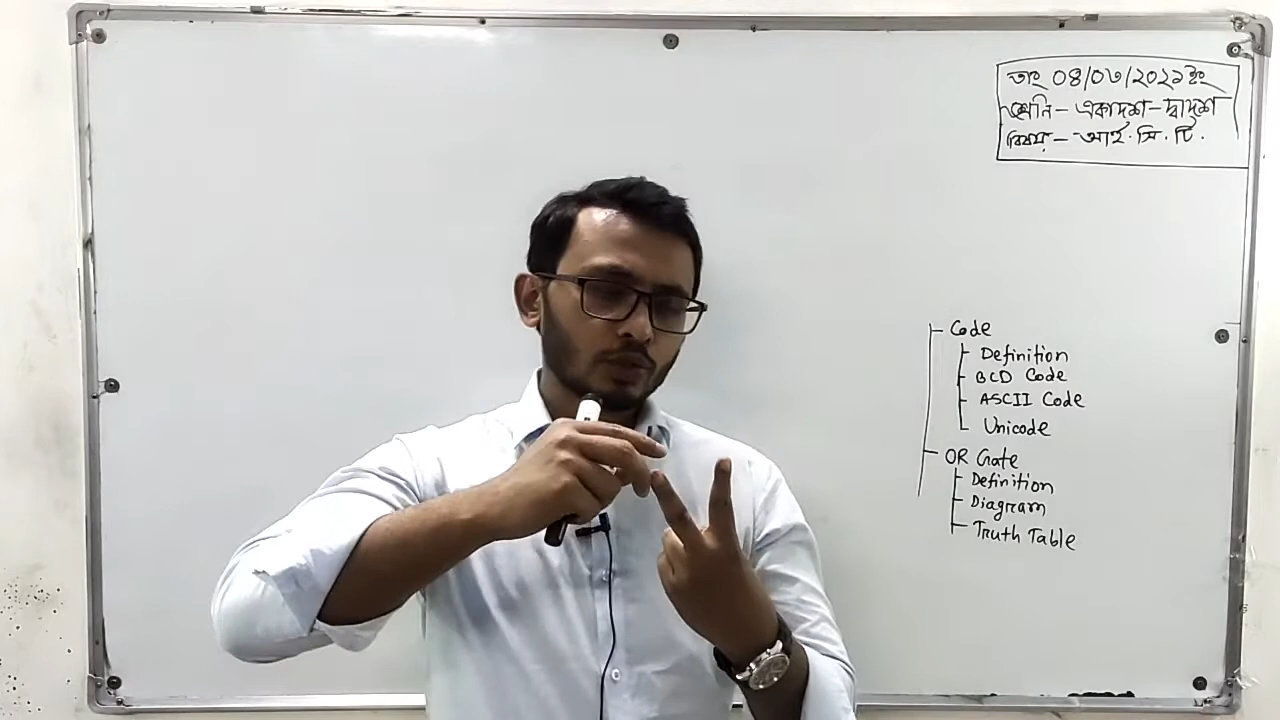 তাং ০৪/০৩/২০২১ ইং
শ্রেনি - একাদশ - দ্বাদশ
বিষয় - আই.সি.টি.
Code
Definition
BCD Code
ASCII Code
Unicode
OR Gate
Definition
Diagram
Truth Table